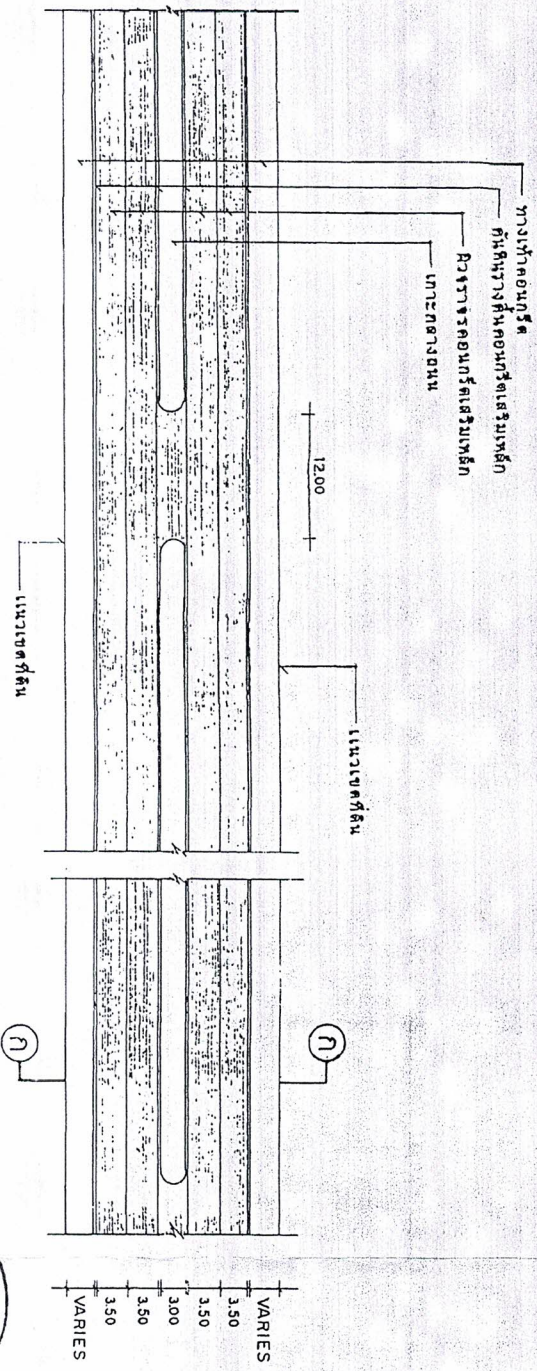 ทางเท้าคอนกรีต
คันหินรางตื้นคอนกรีตเสริมเหล็ก
ผิวจราจรคอนกรีตเสริมเหล็ก
เกาะกลางถนน
12.00
แนวเขตที่ดิน
แนวเขตที่ดิน
ก
ก
VARIES
3.50
3.50
3.00
3.50
3.50
VARIES